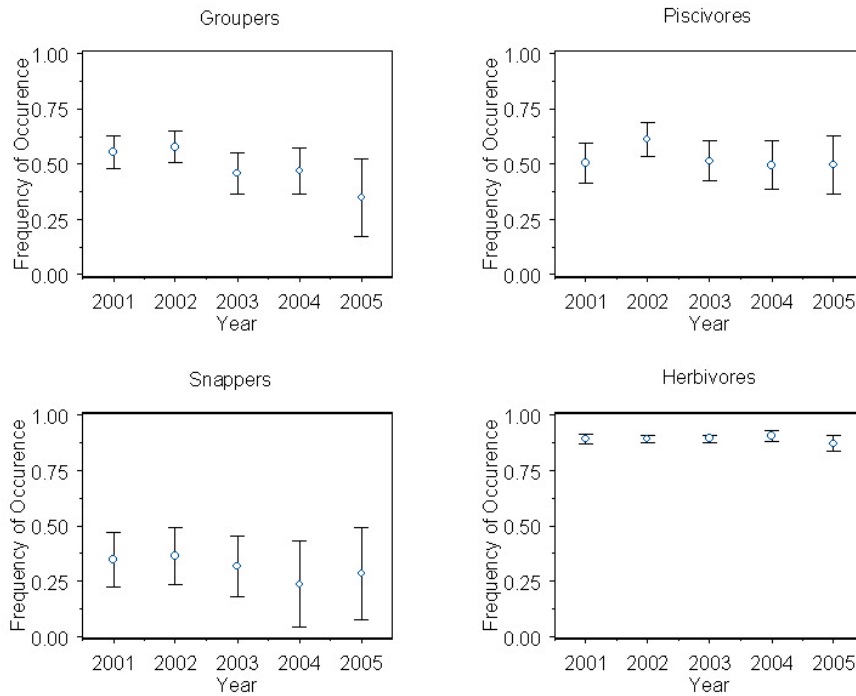 Groupers
Frequency of Occurence
1.00
0.75
0.50
0.25
0.00
2001 2002 2003 2004 2005
Year
Piscivores
Frequency of Occurence
1.00
0.75
0.50
0.25
0.00
2001 2002 2003 2004 2005
Year
Snappers
Frequency of Occurence
1.00
0.75
0.50
0.25
0.00
2001 2002 2003 2004 2005
Year
Herbivores
Frequency of Occurence
1.00
0.75
0.50
0.25
0.00
2001 2002 2003 2004 2005
Year